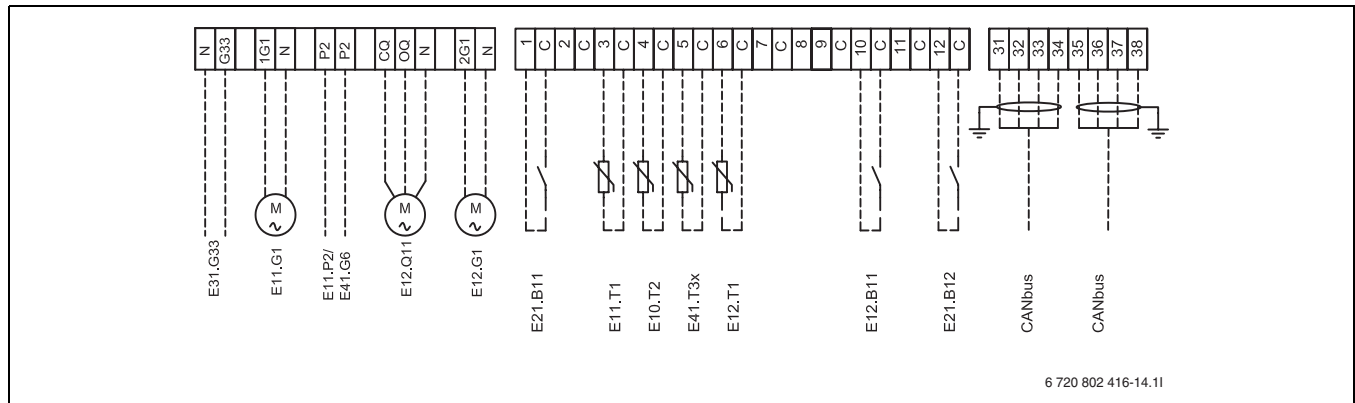 N G33 1G1 N P2 P2 CQ OQ N 2G1 N
1 C 2 C 3 C 4 C 5 C 6 C 7 C 8 9 C 10 C 11 C 12 C
31 32 33 34 35 36 37 38
M M M
E31.G33
E11.G1
E11.P2/
E41.G6
E12.Q11
E12.G1
E21.B11
E11.T1
E10.T2
E41.T3x
E12.T1
E12.B11
E21.B12
CANbus
CANbus
6 720 802 416-14.1I